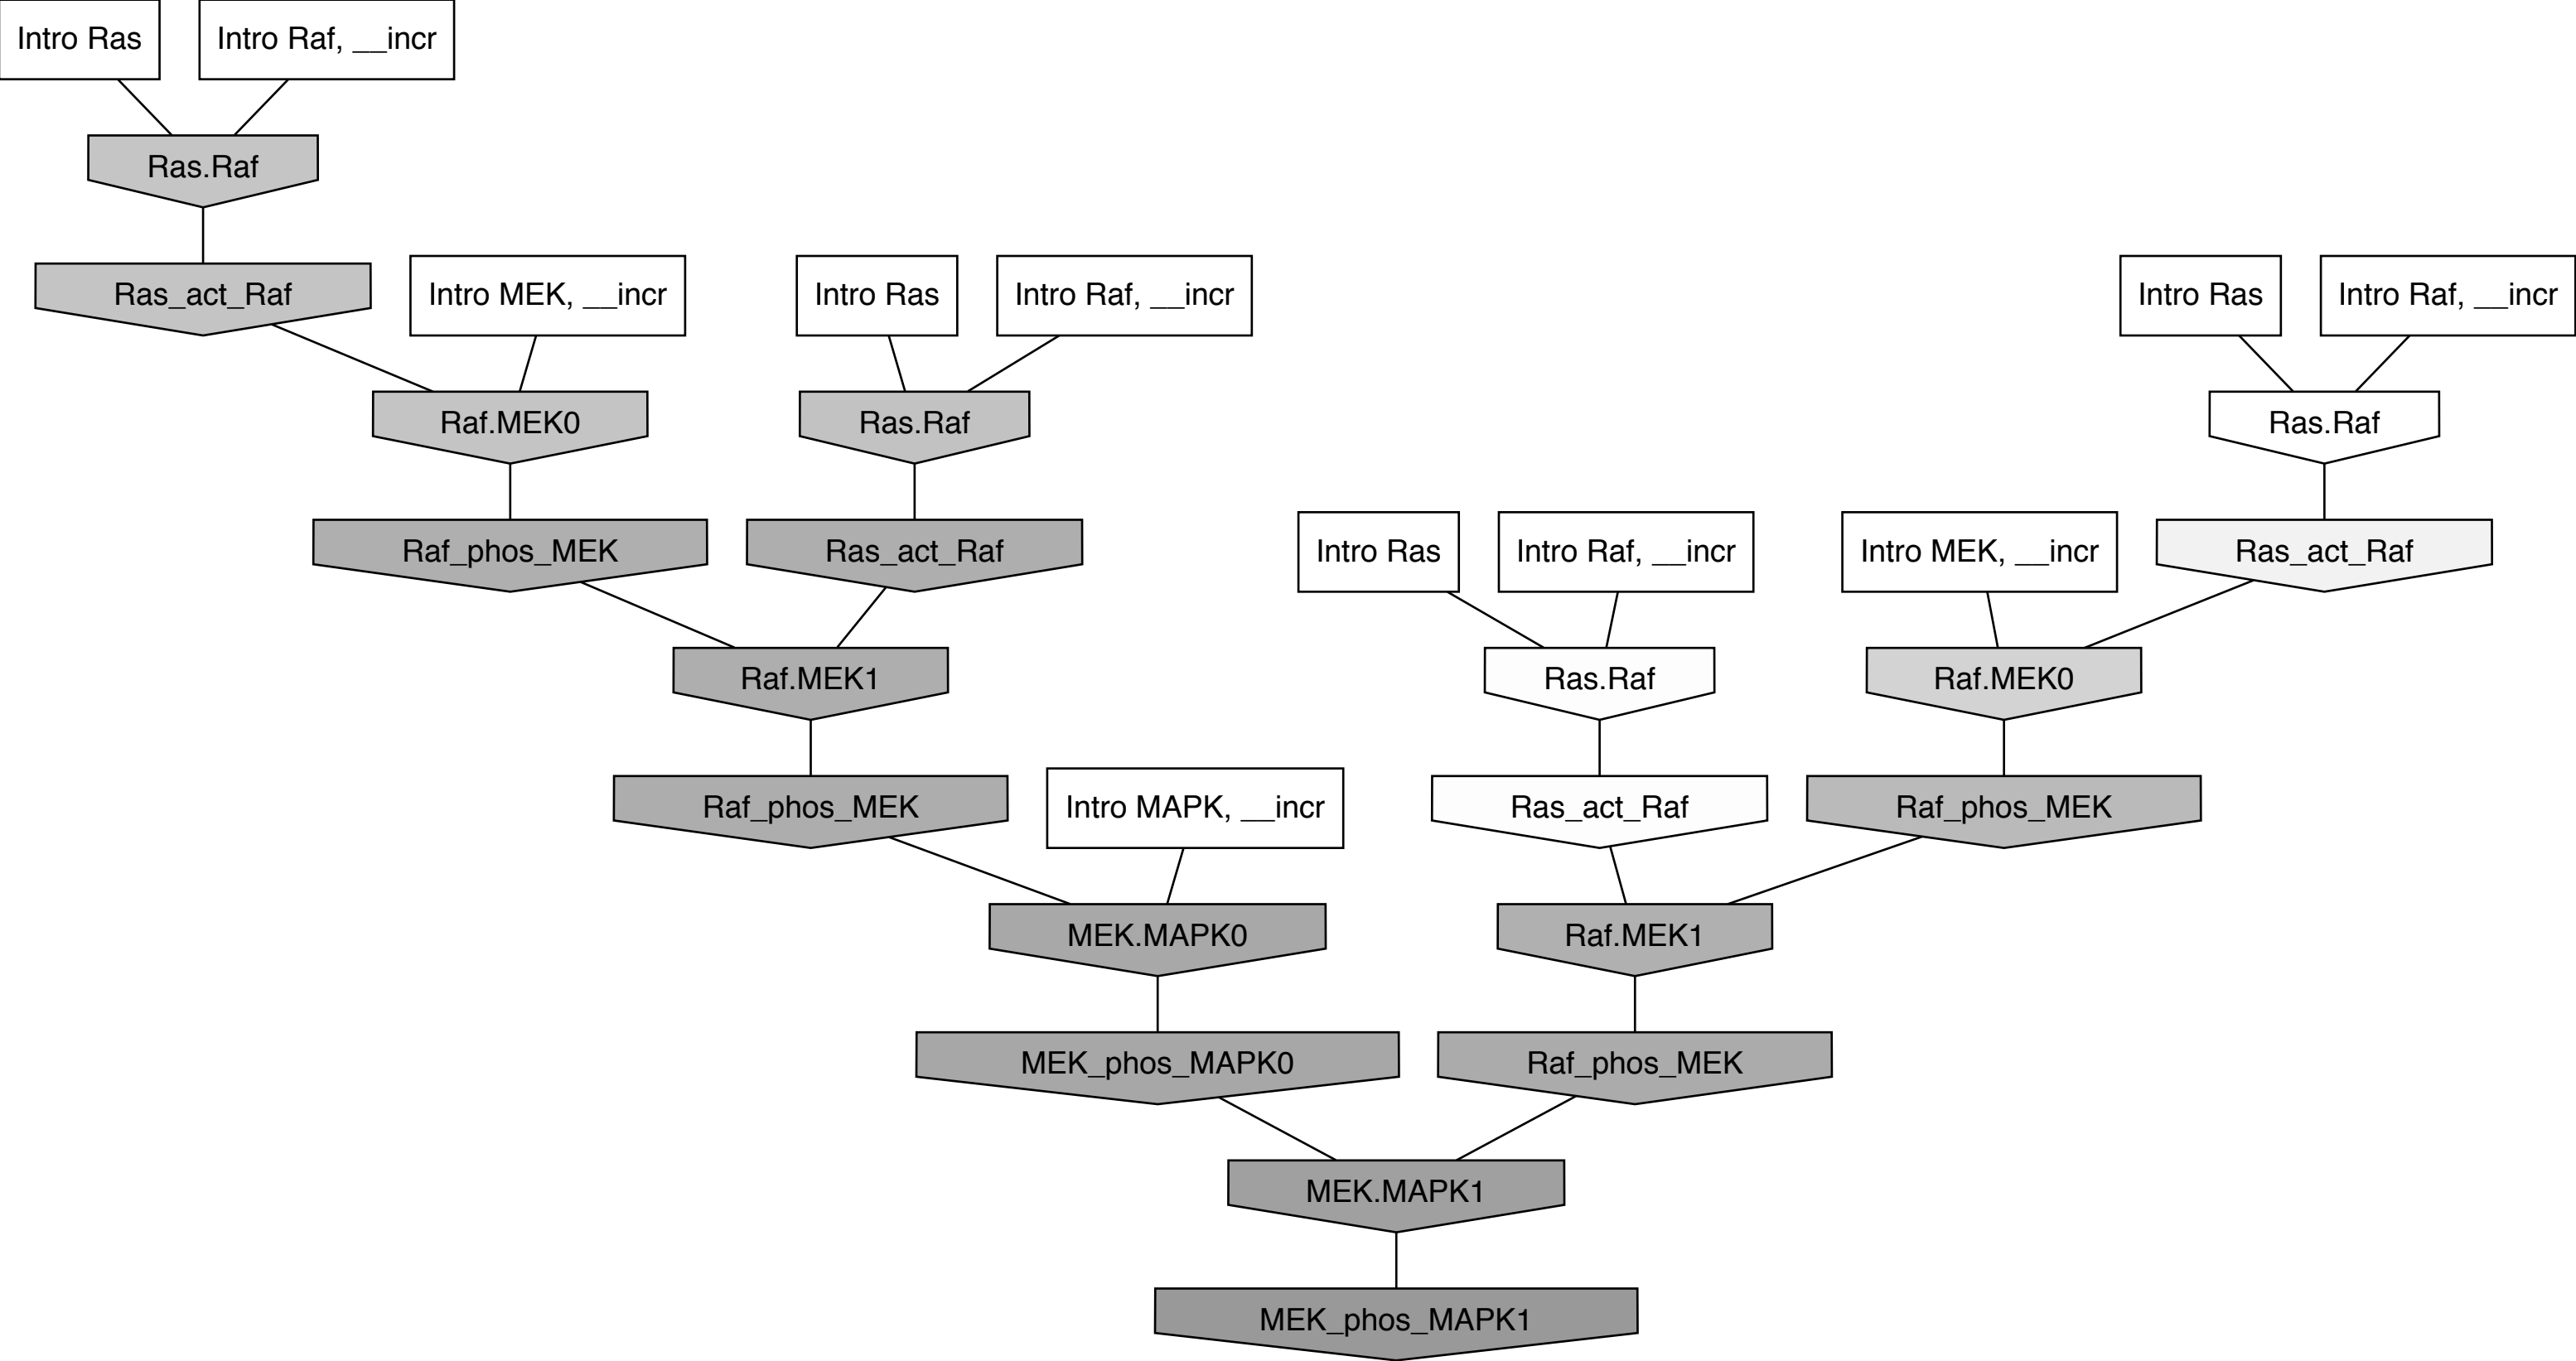 Intro Ras
Intro Raf, __incr
Ras.Raf
Ras_act_Raf
Intro MEK, __incr
Intro Ras
Intro Raf, __incr
Intro Ras
Intro Raf, __incr
Raf.MEK0
Ras.Raf
Ras.Raf
Raf_phos_MEK
Ras_act_Raf
Intro Ras
Intro Raf, __incr
Intro MEK, __incr
Ras_act_Raf
Raf.MEK1
Ras.Raf
Raf.MEK0
Raf_phos_MEK
Intro MAPK, __incr
Ras_act_Raf
Raf_phos_MEK
MEK.MAPK0
Raf.MEK1
MEK_phos_MAPK0
Raf_phos_MEK
MEK.MAPK1
MEK_phos_MAPK1